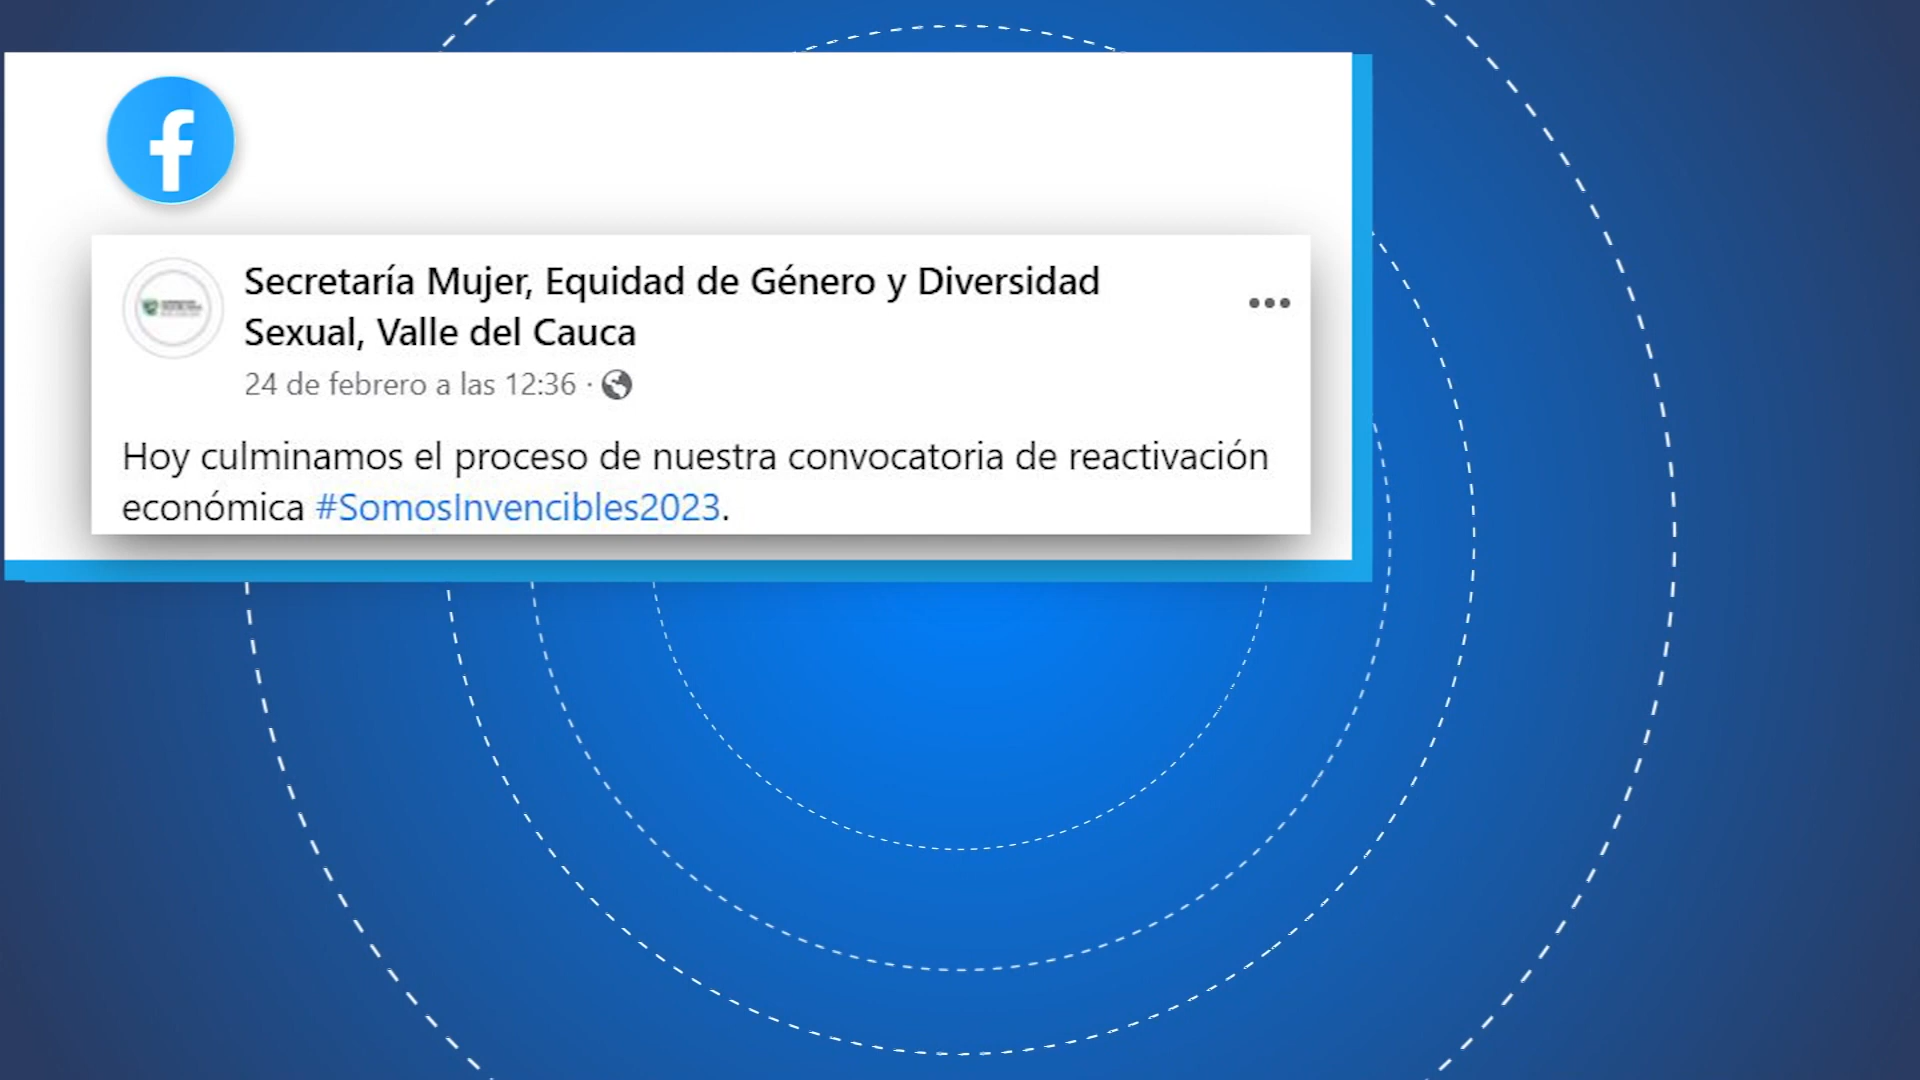 Secretaría Mujer, Equidad de Género y Diversidad
Sexual, Valle del Cauca
24 de febrero a las 12:36 ·
Hoy culminamos el proceso de nuestra convocatoria de reactivación
económica #SomosInvencibles2023.